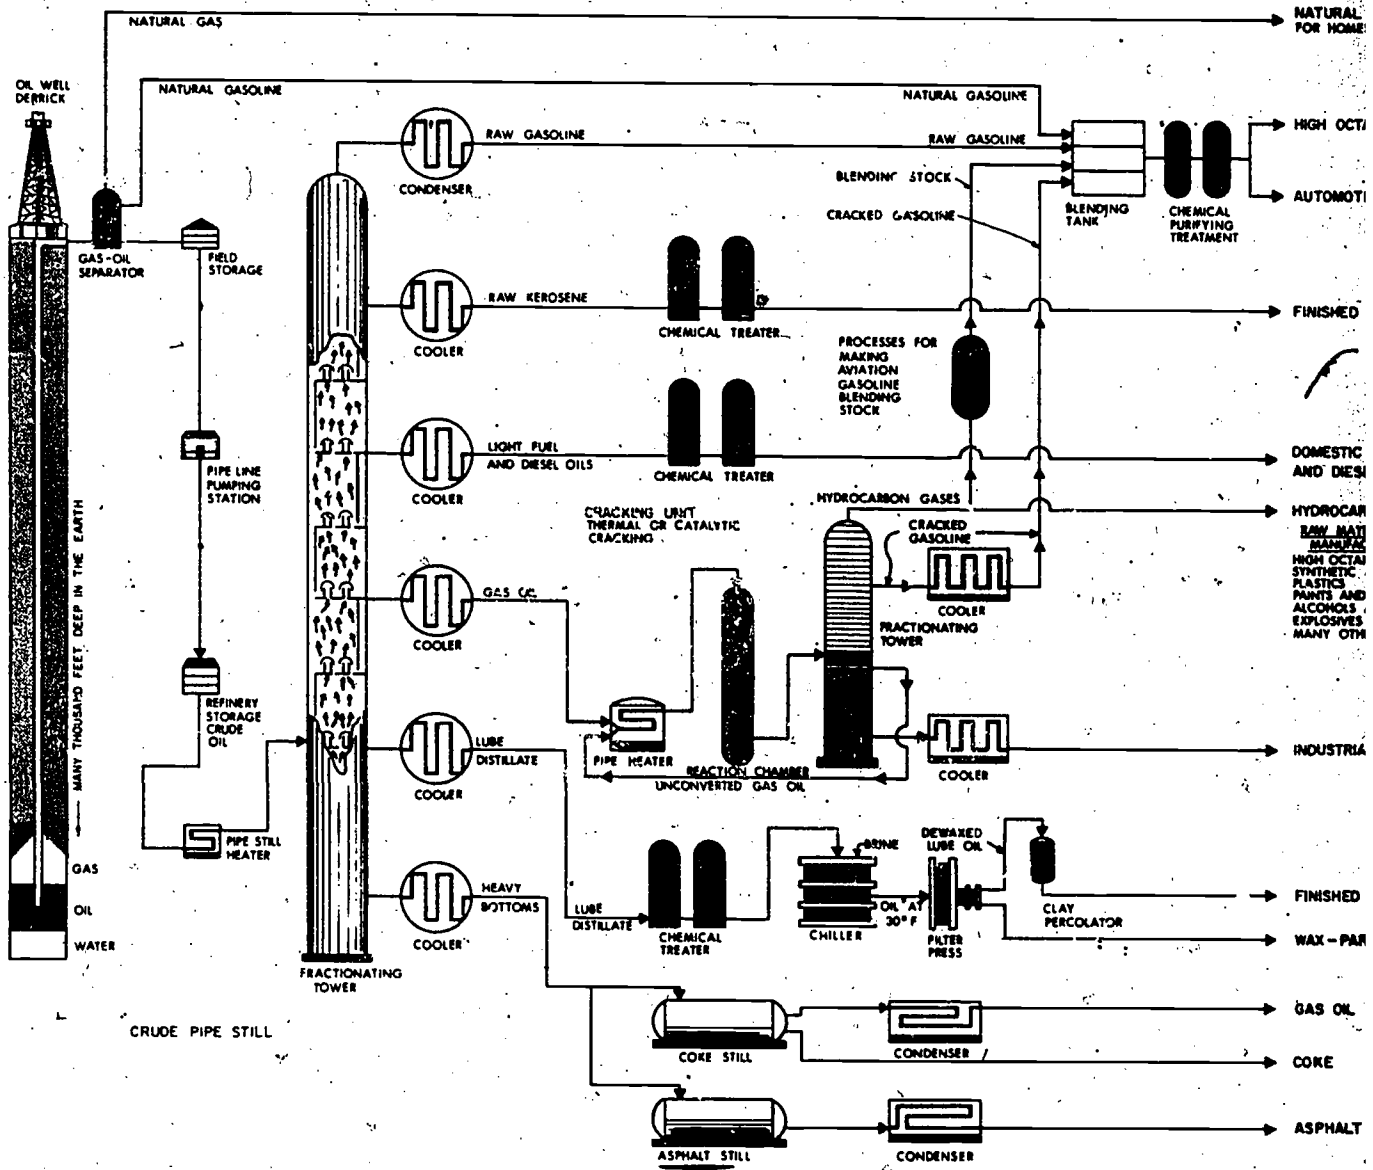 NATURAL GAS
NATURAL
FOR HOMES
OIL WELL
DERRICK
NATURAL GASOLINE
NATURAL GASOLINE
HIGH OCTA
RAW GASOLINE
RAW GASOLINE
CONDENSER
BLENDING STOCK
CRACKED GASOLINE
BLENDING
TANK
CHEMICAL
PURIFYING
TREATMENT
AUTOMOTI
GAS-OIL
SEPARATOR
FIELD
STORAGE
RAW KEROSENE
CHEMICAL TREATER
COOLER
FINISHED
PROCESSES FOR
MAKING
AVIATION
GASOLINE
BLENDING
STOCK
PIPE LINE
PUMPING
STATION
LIGHT FUEL
AND DIESEL OILS
COOLER
CHEMICAL TREATER
DOMESTIC
AND DIES
HYDROCARBON GASES
HYDROCAR
RAW MAT
MANUFAC
HIGH OCTA
SYNTHETIC
PLASTICS
PAINTS AND
ALCOHOLS
EXPLOSIVES
MANY OTH
CRACKING UNIT
THERMAL OR CATALYTIC
CRACKING
CRACKED
GASOLINE
COOLER
FRACTIONATING
TOWER
GAS OIL
COOLER
MANY THOUSAND FEET DEEP IN THE EARTH
REFINERY
STORAGE
CRUDE
OIL
LUBE
DISTILLATE
COOLER
PIPE HEATER
REACTION CHAMBER
UNCONVERTED GAS OIL
COOLER
INDUSTRIA
PIPE STILL
HEATER
GAS
OIL
WATER
HEAVY
BOTTOMS
COOLER
LUBE
DISTILLATE
CHEMICAL
TREATER
BRINE
OIL AT
30° F
CHILLER
DEWAXED
LUBE OIL
FILTER
PRESS
CLAY
PERCOLATOR
FINISHED
WAX-PAR
FRACTIONATING
TOWER
CRUDE PIPE STILL
COKE STILL
CONDENSER
GAS OIL
COKE
ASPHALT STILL
CONDENSER
ASPHALT